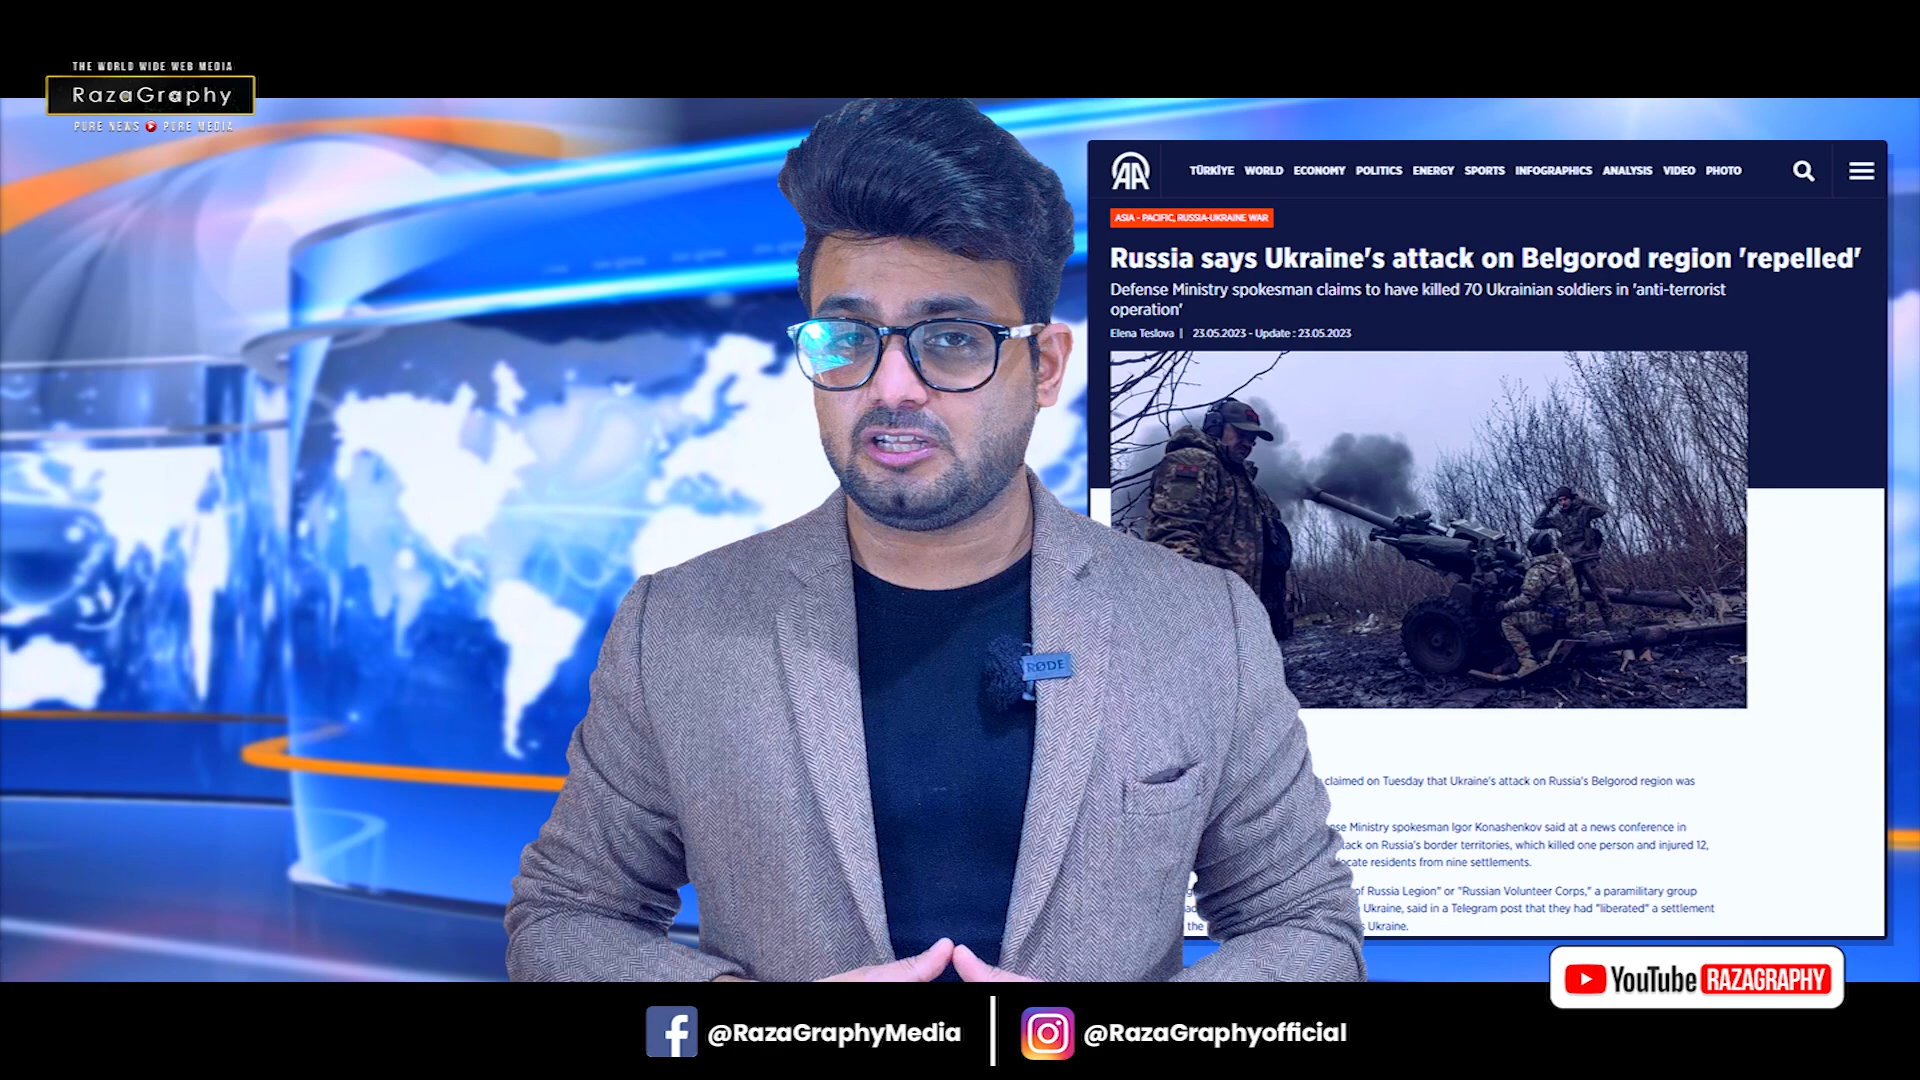 THE WORLD WIDE WEB MEDIA
RazaGraphy
PURE NEWS PURE MEDIA
TÜRKİYE WORLD ECONOMY POLITICS ENERGY SPORTS INFOGRAPHICS ANALYSIS VIDEO PHOTO
ASIA - PACIFIC, RUSSIA-UKRAINE WAR
Russia says Ukraine's attack on Belgorod region 'repelled'
Defense Ministry spokesman claims to have killed 70 Ukrainian soldiers in 'anti-terrorist
operation'
Elena Teslova | 23.05.2023 - Update : 23.05.2023
RØDE
claimed on Tuesday that Ukraine's attack on Russia's Belgorod region was
Ministry spokesman Igor Konashenkov said at a news conference in
on Russia's border territories, which killed one person and injured 12,
residents from nine settlements.
of Russia Legion" or "Russian Volunteer Corps," a paramilitary group
Ukraine, said in a Telegram post that they had "liberated" a settlement
the Ukraine.
YouTube RAZAGRAPHY
@RazaGraphyMedia
@RazaGraphyofficial